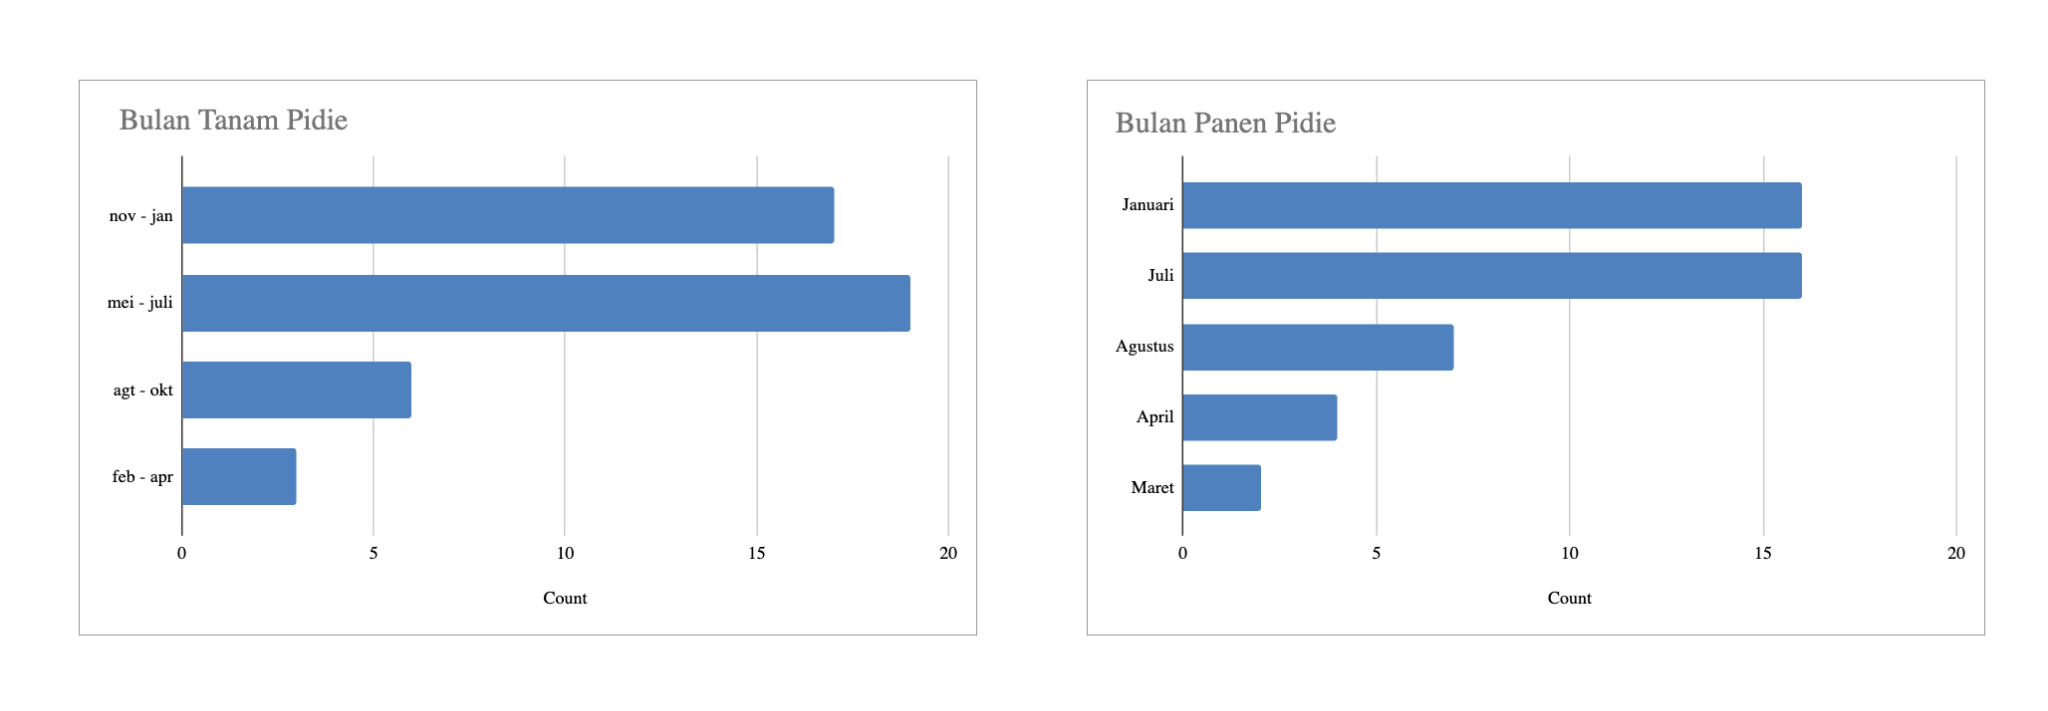 Bulan Tanam Pidie
nov - jan
mei - juli
agt - okt
feb - apr
0 5 10 15 20
Count
Bulan Panen Pidie
Januari
Juli
Agustus
April
Maret
0 5 10 15 20
Count